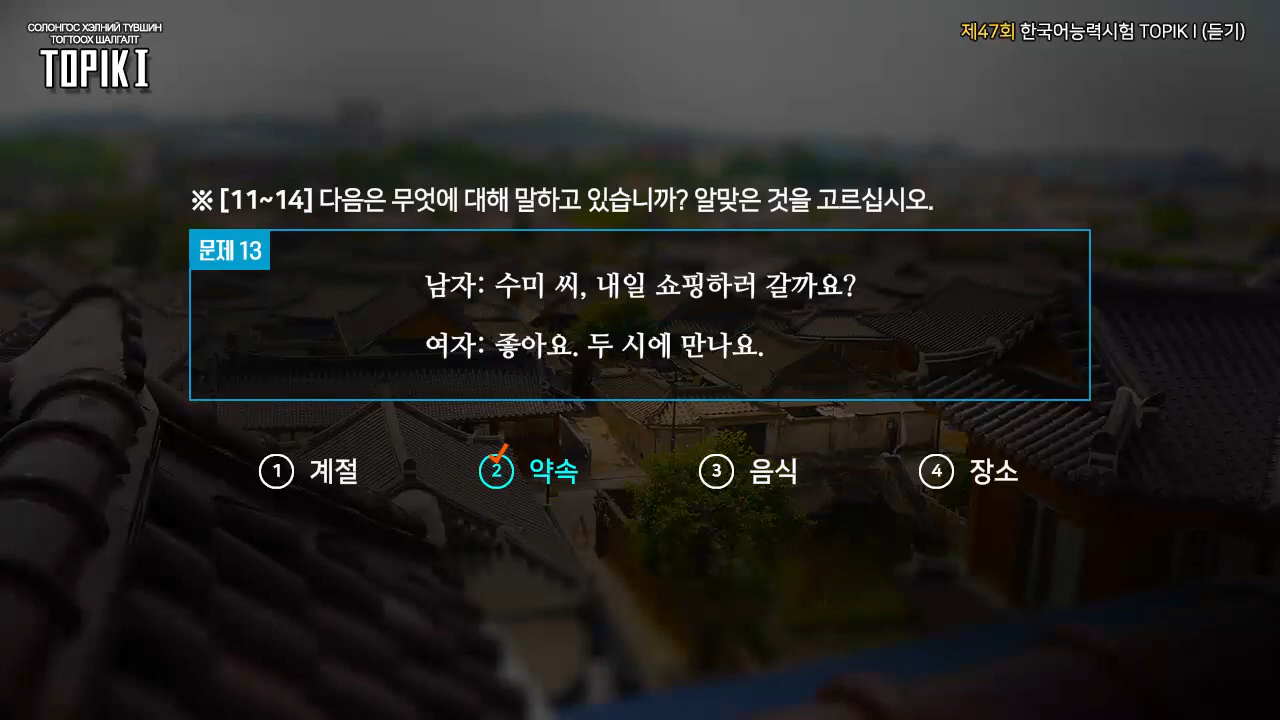 СОЛОНГОС ХЭЛНИЙ ТҮВШИН
ТОГТООХ ШАЛГАЛТ
TOPIK I
제47회 한국어능력시험 TOPIK I (듣기)
※ [11~14] 다음은 무엇에 대해 말하고 있습니까? 알맞은 것을 고르십시오.
문제 13
남자: 수미 씨, 내일 쇼핑하러 갈까요?
여자: 좋아요. 두 시에 만나요.
① 계절 ② 약속 ③ 음식 ④ 장소